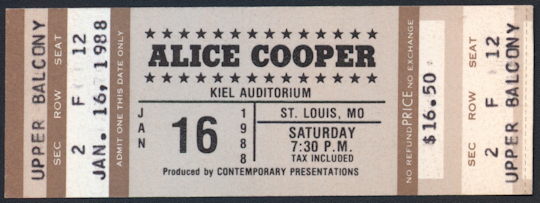 UPPER BALCONY
SEC ROW SEAT
2 F 12
JAN. 16, 1988
ADMIT ONE THIS DATE ONLY
ALICE COOPER
KIEL AUDITORIUM
JAN 16 1988
ST. LOUIS, MO
SATURDAY
7:30 P.M.
TAX INCLUDED
Produced by CONTEMPORARY PRESENTATIONS
NO REFUND PRICE NO EXCHANGE
$16.50
2 F 12
SEC ROW SEAT
UPPER BALCONY